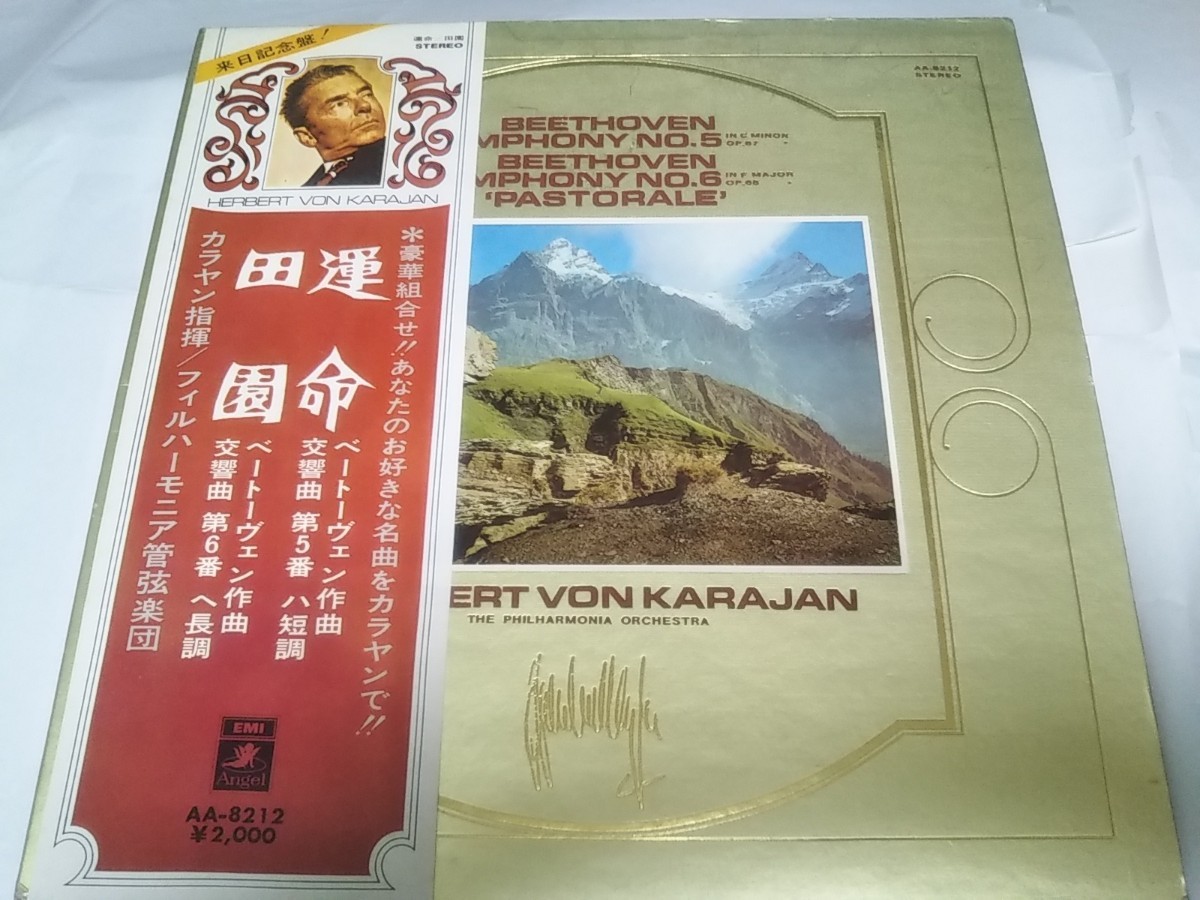 来日記念盤!
運命・田園
STEREO
HERBERT VON KARAJAN
*豪華組合せ!!あなたのお好きな名曲をカラヤンで!!
運命
ベートーヴェン作曲
交響曲 第5番 ハ短調
田園
ベートーヴェン作曲
交響曲 第6番 ヘ長調
カラヤン指揮/フィルハーモニア管弦楽団
EMI
Angel
AA-8212
¥2,000
AA-8212
STEREO
BEETHOVEN
MPHONY NO.5 IN C MINOR OP.67
BEETHOVEN
MPHONY NO.6 IN F MAJOR OP.68
'PASTORALE'
ERT VON KARAJAN
THE PHILHARMONIA ORCHESTRA